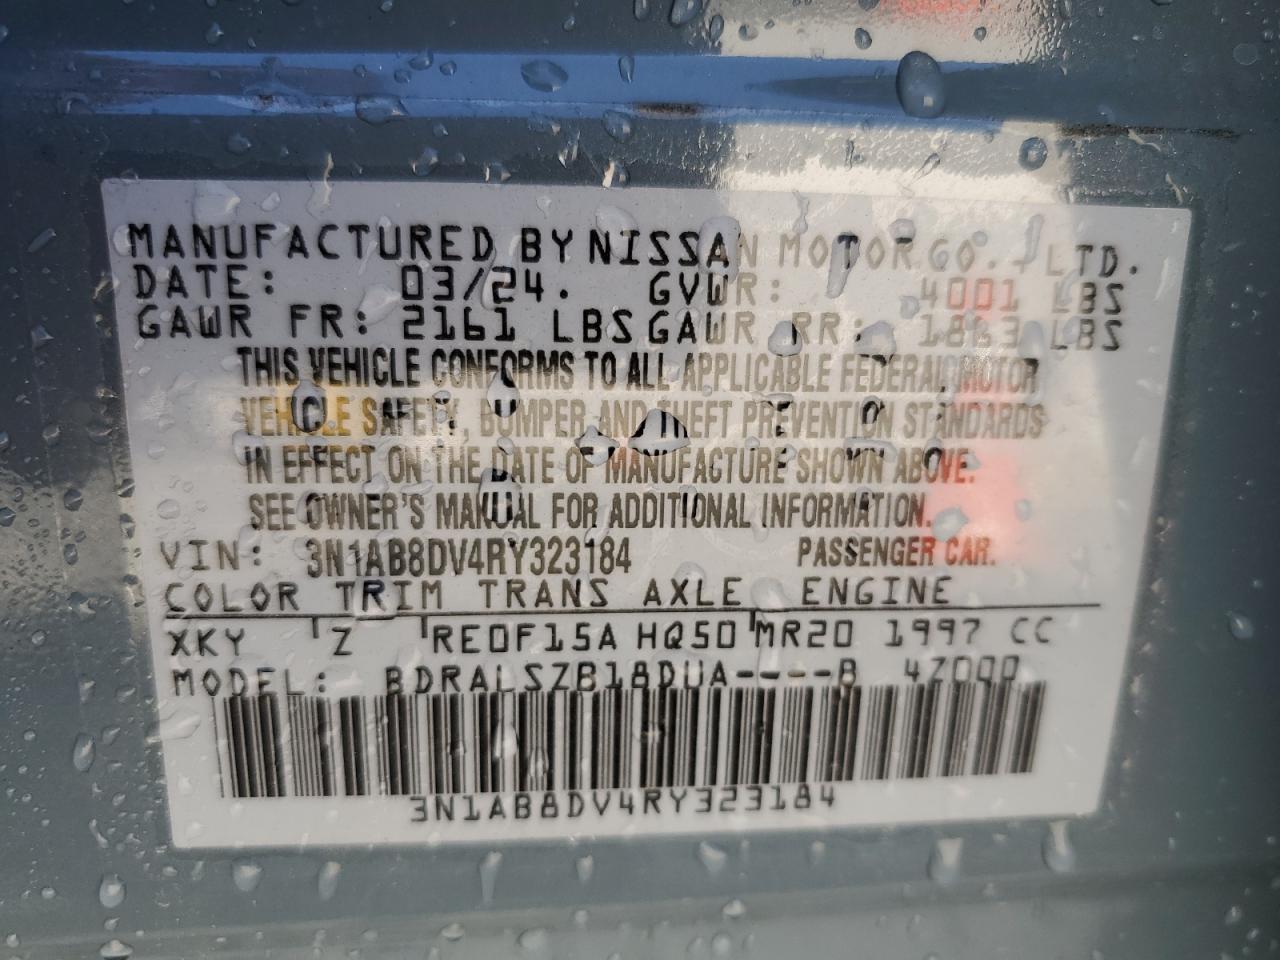 MANUFACTURED BY NISSAN MOTOR CO., LTD.
DATE: 03/24. GVWR: 4001 LBS
GAWR FR: 2161 LBS GAWR RR: 1863 LBS
THIS VEHICLE CONFORMS TO ALL APPLICABLE FEDERAL MOTOR
VEHICLE SAFETY, BUMPER AND THEFT PREVENTION STANDARDS
IN EFFECT ON THE DATE OF MANUFACTURE SHOWN ABOVE.
SEE OWNER'S MANUAL FOR ADDITIONAL INFORMATION.
VIN: 3N1AB8DV4RY323184 PASSENGER CAR.
COLOR TRIM TRANS AXLE ENGINE
XKY Z RE0F15A HQ50 MR20 1997 CC
MODEL: BDRALSZB18DUA----B 4Z000
3N1AB8DV4RY323184